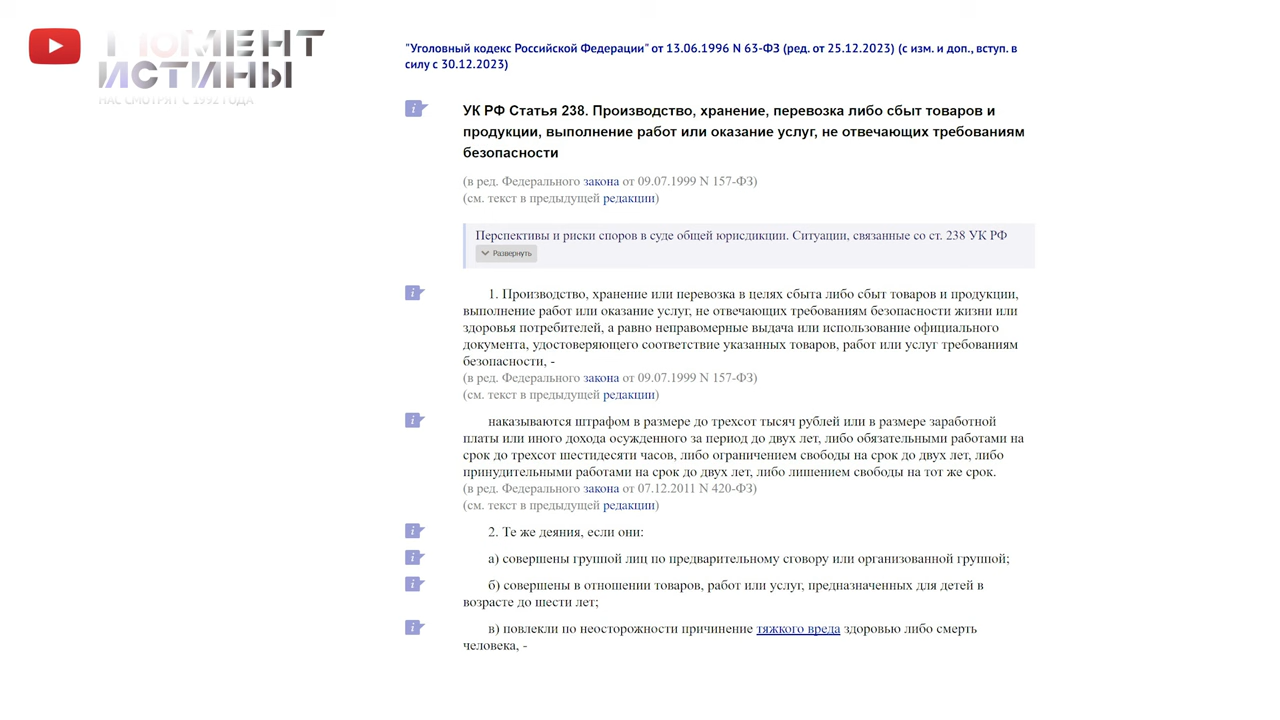 МОМЕНТ
ИСТИНЫ
НАС СМОТРЯТ С 1992 ГОДА
"Уголовный кодекс Российской Федерации" от 13.06.1996 N 63-ФЗ (ред. от 25.12.2023) (с изм. и доп., вступ. в
силу с 30.12.2023)
УК РФ Статья 238. Производство, хранение, перевозка либо сбыт товаров и
продукции, выполнение работ или оказание услуг, не отвечающих требованиям
безопасности
(в ред. Федерального закона от 09.07.1999 N 157-ФЗ)
(см. текст в предыдущей редакции)
Перспективы и риски споров в суде общей юрисдикции. Ситуации, связанные со ст. 238 УК РФ
Развернуть
1. Производство, хранение или перевозка в целях сбыта либо сбыт товаров и продукции,
выполнение работ или оказание услуг, не отвечающих требованиям безопасности жизни или
здоровья потребителей, а равно неправомерные выдача или использование официального
документа, удостоверяющего соответствие указанных товаров, работ или услуг требованиям
безопасности, -
(в ред. Федерального закона от 09.07.1999 N 157-ФЗ)
(см. текст в предыдущей редакции)
наказываются штрафом в размере до трехсот тысяч рублей или в размере заработной
платы или иного дохода осужденного за период до двух лет, либо обязательными работами на
срок до трехсот шестидесяти часов, либо ограничением свободы на срок до двух лет, либо
принудительными работами на срок до двух лет, либо лишением свободы на тот же срок.
(в ред. Федерального закона от 07.12.2011 N 420-ФЗ)
(см. текст в предыдущей редакции)
2. Те же деяния, если они:
а) совершены группой лиц по предварительному сговору или организованной группой;
б) совершены в отношении товаров, работ или услуг, предназначенных для детей в
возрасте до шести лет;
в) повлекли по неосторожности причинение тяжкого вреда здоровью либо смерть
человека, -